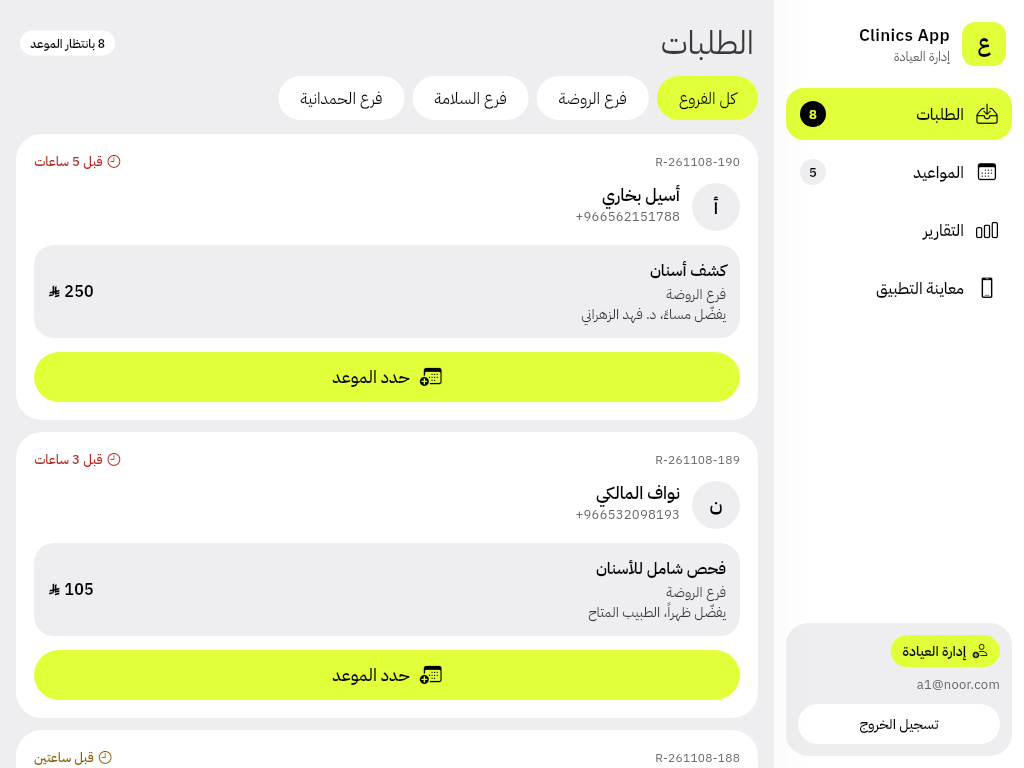 ع
Clinics App
إدارة العيادة
الطلبات
8
المواعيد
5
التقارير
معاينة التطبيق
إدارة العيادة
a1@noor.com
تسجيل الخروج
الطلبات
8 بانتظار الموعد
كل الفروع
فرع الروضة
فرع السلامة
فرع الحمدانية
R-261108-190
قبل 5 ساعات
أ
أسيل بخاري
+966562151788
كشف أسنان
فرع الروضة
يفضّل مساءً، د. فهد الزهراني
250 ⃁
حدد الموعد
R-261108-189
قبل 3 ساعات
ن
نواف المالكي
+966532098193
فحص شامل للأسنان
فرع الروضة
يفضّل ظهراً، الطبيب المتاح
105 ⃁
حدد الموعد
R-261108-188
قبل ساعتين